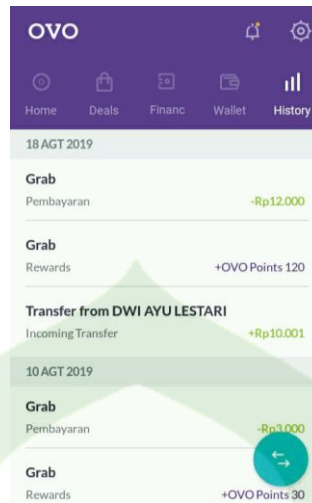 OVO
Home Deals Financ Wallet History
18 AGT 2019
Grab
Pembayaran -Rp12.000
Grab
Rewards +OVO Points 120
Transfer from DWI AYU LESTARI
Incoming Transfer +Rp10.001
10 AGT 2019
Grab
Pembayaran -Rp3.000
Grab
Rewards +OVO Points 30